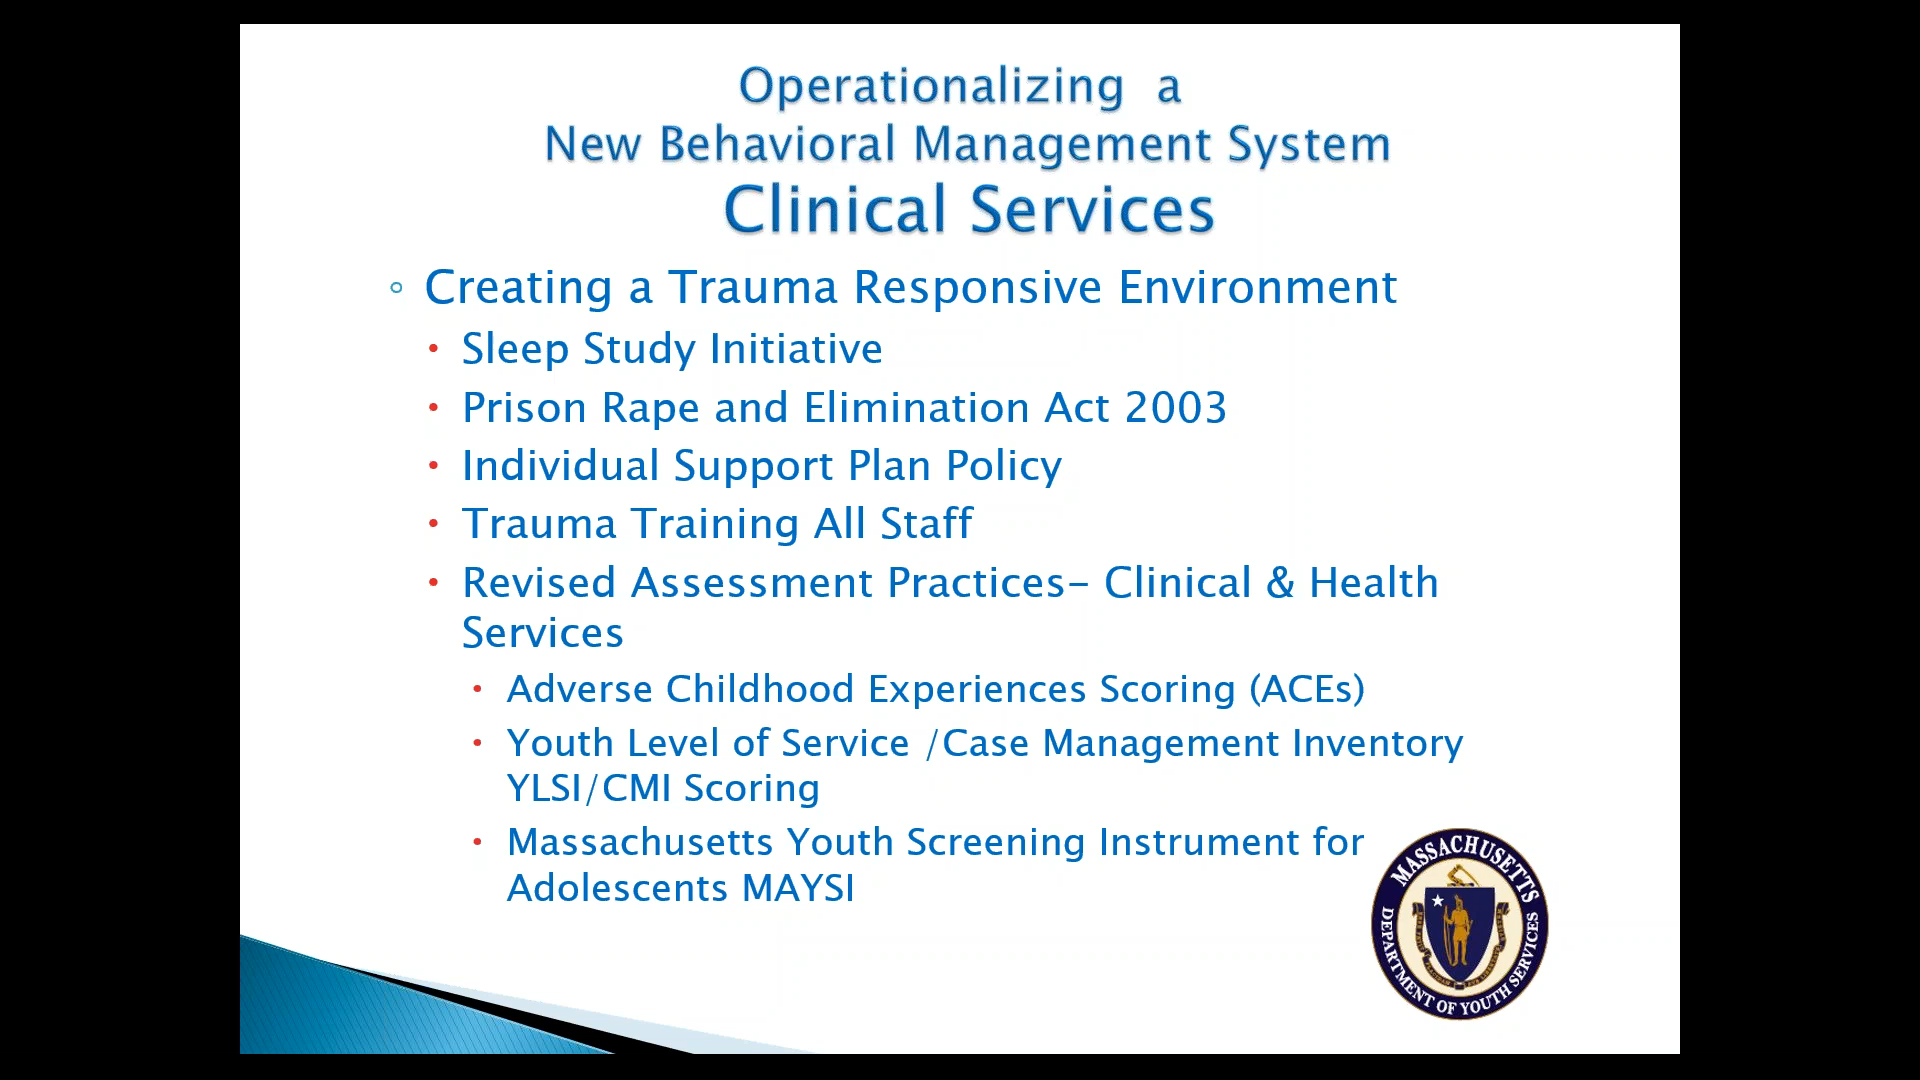 Operationalizing a
New Behavioral Management System
Clinical Services
Creating a Trauma Responsive Environment
Sleep Study Initiative
Prison Rape and Elimination Act 2003
Individual Support Plan Policy
Trauma Training All Staff
Revised Assessment Practices- Clinical & Health
Services
Adverse Childhood Experiences Scoring (ACEs)
Youth Level of Service /Case Management Inventory
YLSI/CMI Scoring
Massachusetts Youth Screening Instrument for
Adolescents MAYSI
MASSACHUSETTS
DEPARTMENT OF YOUTH SERVICES